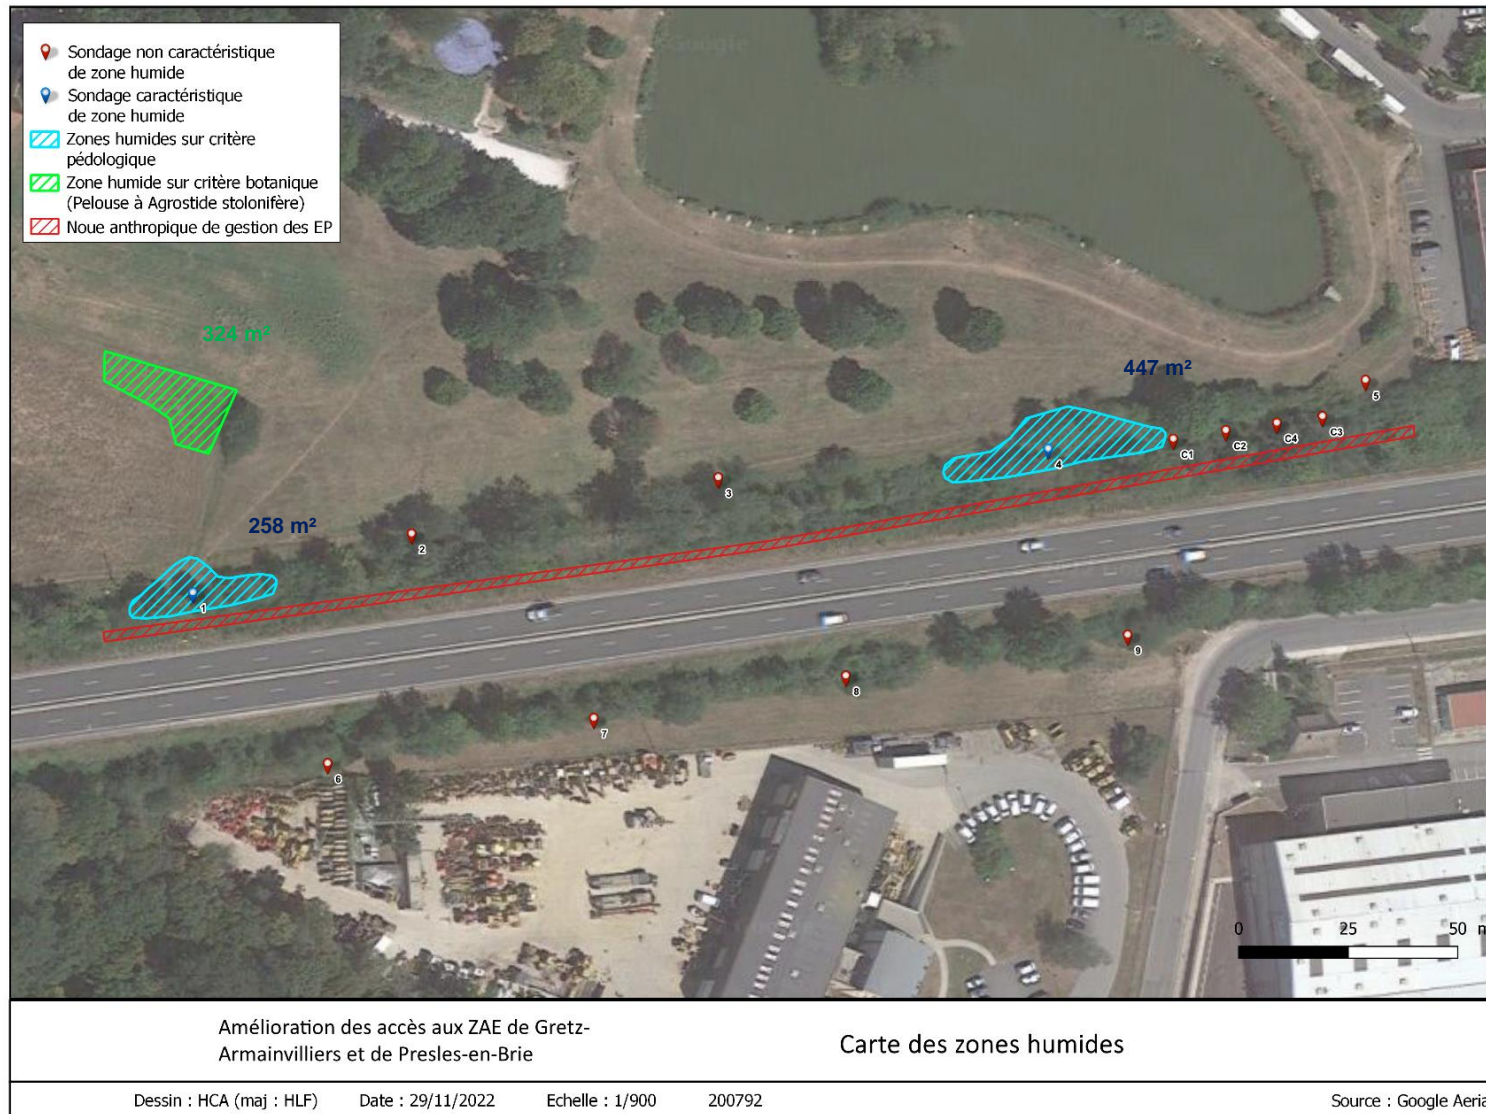 Sondage non caractéristique
de zone humide
Sondage caractéristique
de zone humide
Zones humides sur critère
pédologique
Zone humide sur critère botanique
(Pelouse à Agrostide stolonifère)
Noue anthropique de gestion des EP
Google
324 m²
447 m²
5
C3
C4
C2
C1
4
3
258 m²
2
1
9
8
7
6
0 25 50 m
Amélioration des accès aux ZAE de Gretz-
Armainvilliers et de Presles-en-Brie
Carte des zones humides
Dessin : HCA (maj : HLF) Date : 29/11/2022 Echelle : 1/900 200792 Source : Google Aeria